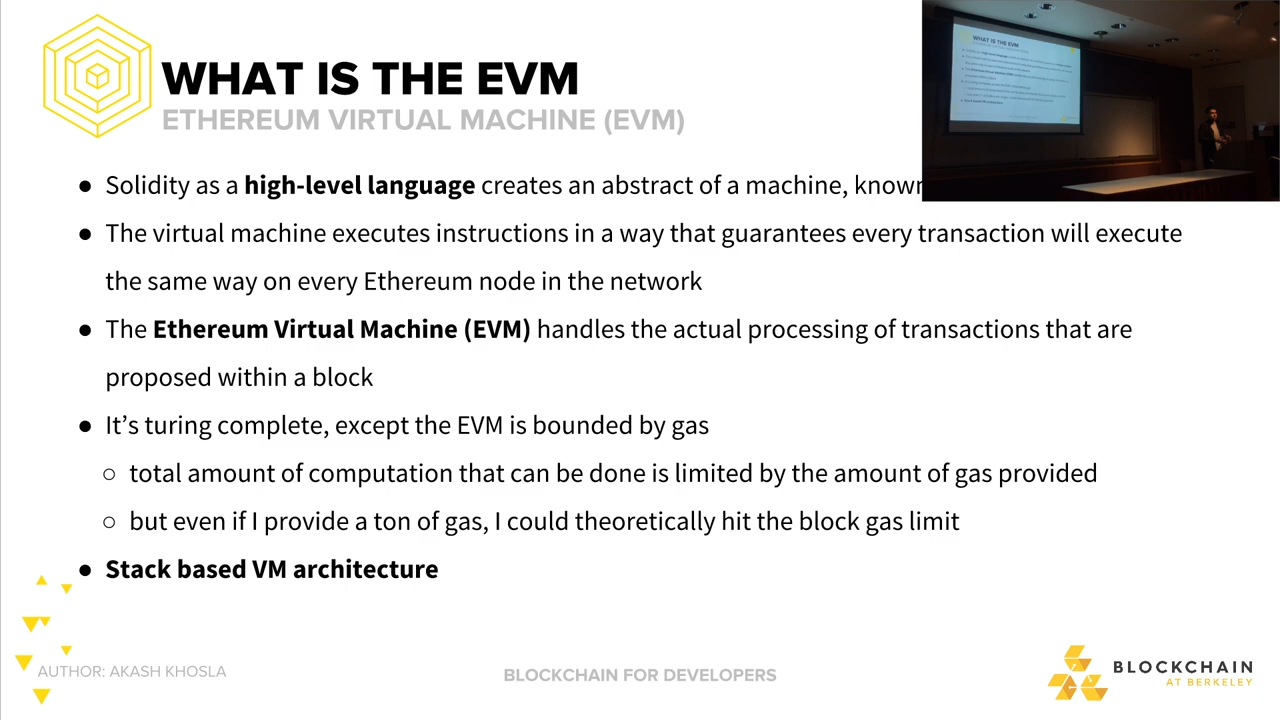 WHAT IS THE EVM
ETHEREUM VIRTUAL MACHINE (EVM)
● Solidity as a high-level language creates an abstract of a machine, known
● The virtual machine executes instructions in a way that guarantees every transaction will execute
the same way on every Ethereum node in the network
● The Ethereum Virtual Machine (EVM) handles the actual processing of transactions that are
proposed within a block
● It’s turing complete, except the EVM is bounded by gas
○ total amount of computation that can be done is limited by the amount of gas provided
○ but even if I provide a ton of gas, I could theoretically hit the block gas limit
● Stack based VM architecture
AUTHOR: AKASH KHOSLA
BLOCKCHAIN FOR DEVELOPERS
BLOCKCHAIN
AT BERKELEY
WHAT IS THE EVM